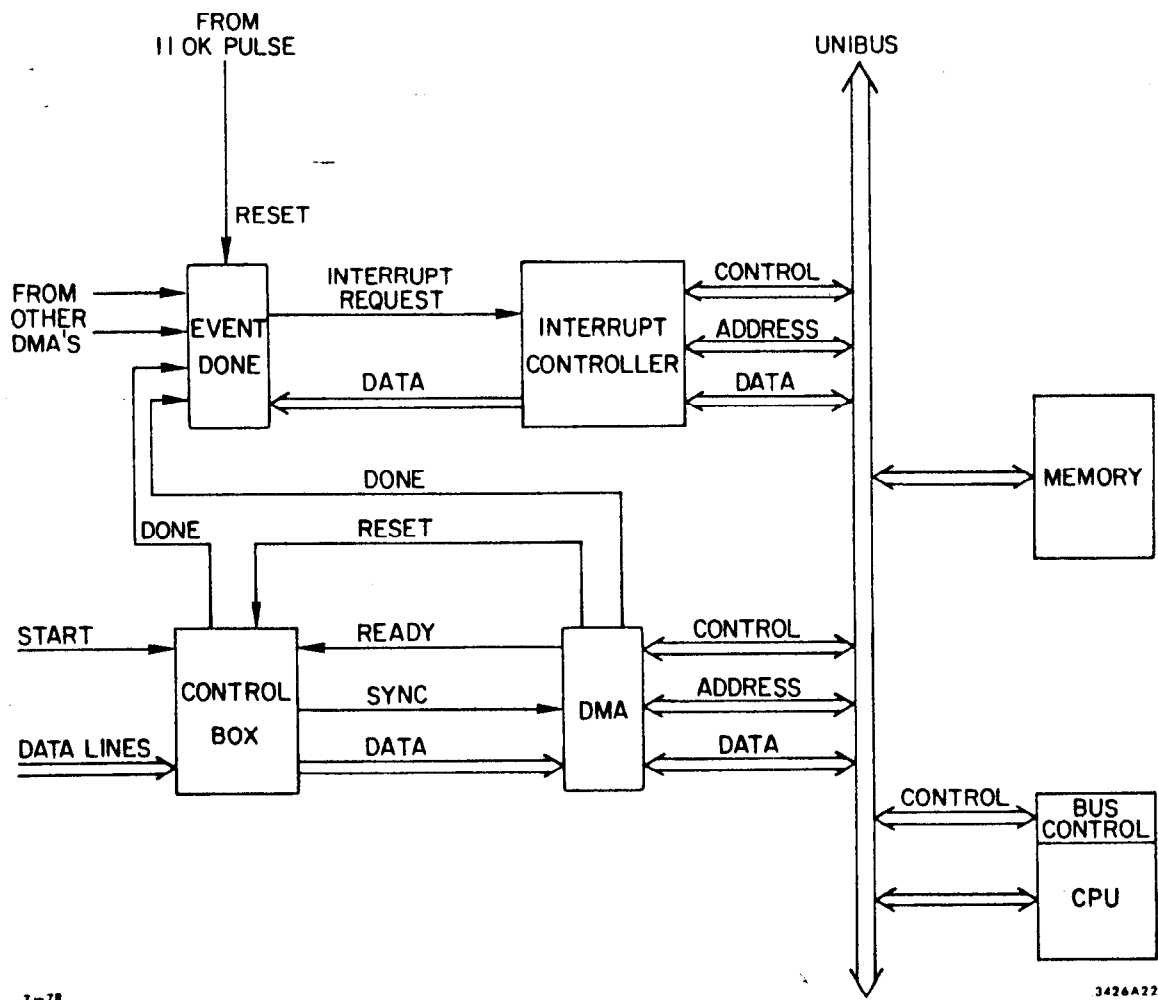 FROM
11 OK PULSE
UNIBUS
RESET
FROM
OTHER
DMA'S
EVENT
DONE
INTERRUPT
REQUEST
DATA
INTERRUPT
CONTROLLER
CONTROL
ADDRESS
DATA
MEMORY
DONE
DONE
RESET
START
DATA LINES
CONTROL
BOX
READY
SYNC
DATA
DMA
CONTROL
ADDRESS
DATA
CONTROL
BUS
CONTROL
CPU
7-78
3426A22